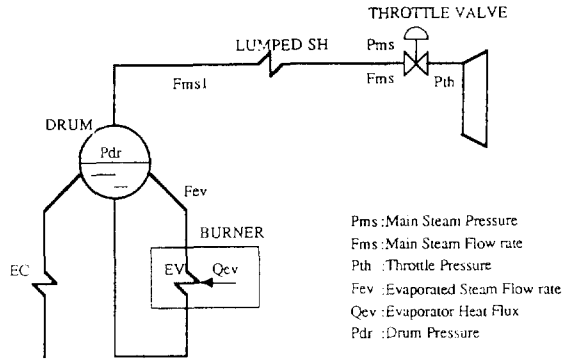 THROTTLE VALVE
LUMPED SH
Pms
Fms1
Fms
Pth
DRUM
Pdr
Fev
BURNER
EC
EV
Qev
Pms :Main Steam Pressure
Fms :Main Steam Flow rate
Pth :Throttle Pressure
Fev :Evaporated Steam Flow rate
Qev :Evaporator Heat Flux
Pdr :Drum Pressure